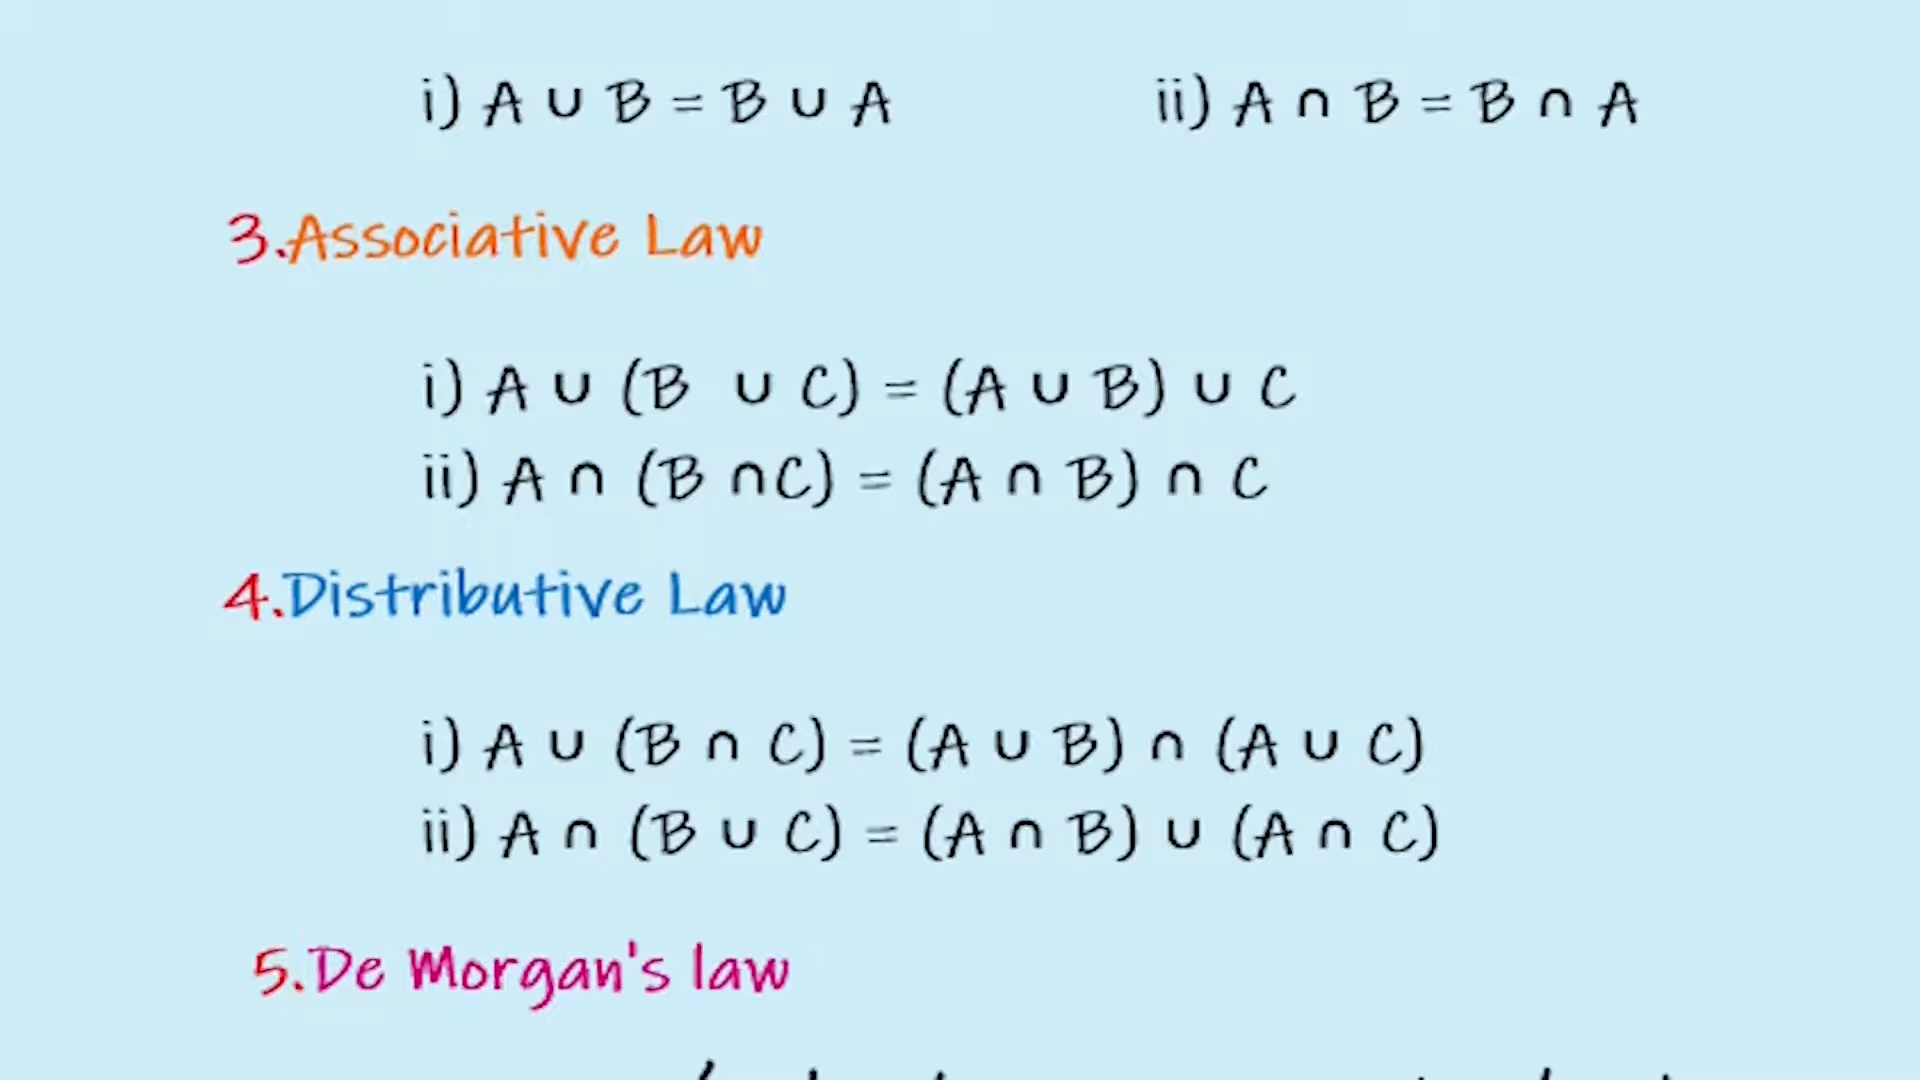 i) A ∪ B = B ∪ A ii) A ∩ B = B ∩ A
3.Associative Law
i) A ∪ (B ∪ C) = (A ∪ B) ∪ C
ii) A ∩ (B ∩C) = (A ∩ B) ∩ C
4.Distributive Law
i) A ∪ (B ∩ C) = (A ∪ B) ∩ (A ∪ C)
ii) A ∩ (B ∪ C) = (A ∩ B) ∪ (A ∩ C)
5.De Morgan's law